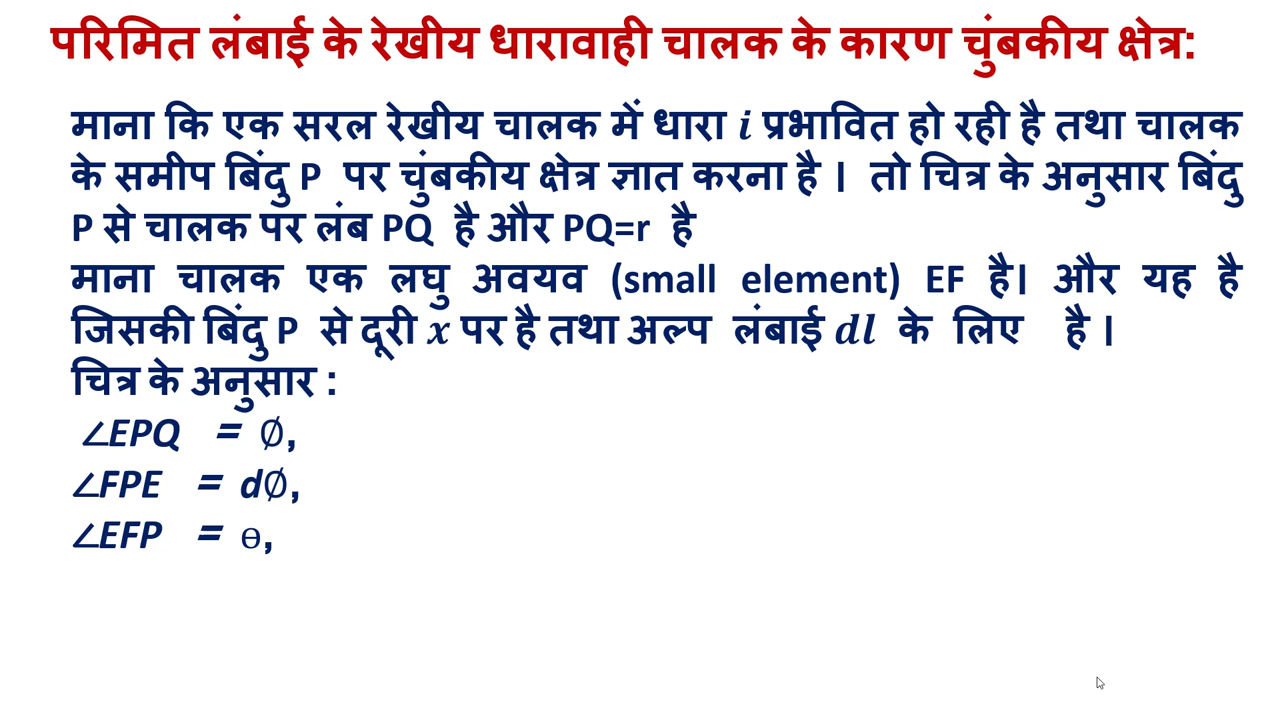 परिमित लंबाई के रेखीय धारावाही चालक के कारण चुंबकीय क्षेत्र:
माना कि एक सरल रेखीय चालक में धारा i प्रभावित हो रही है तथा चालक
के समीप बिंदु P पर चुंबकीय क्षेत्र ज्ञात करना है । तो चित्र के अनुसार बिंदु
P से चालक पर लंब PQ है और PQ=r है
माना चालक एक लघु अवयव (small element) EF है। और यह है
जिसकी बिंदु P से दूरी x पर है तथा अल्प लंबाई dl के लिए है ।
चित्र के अनुसार :
∠EPQ = ∅,
∠FPE = d∅,
∠EFP = ɵ,